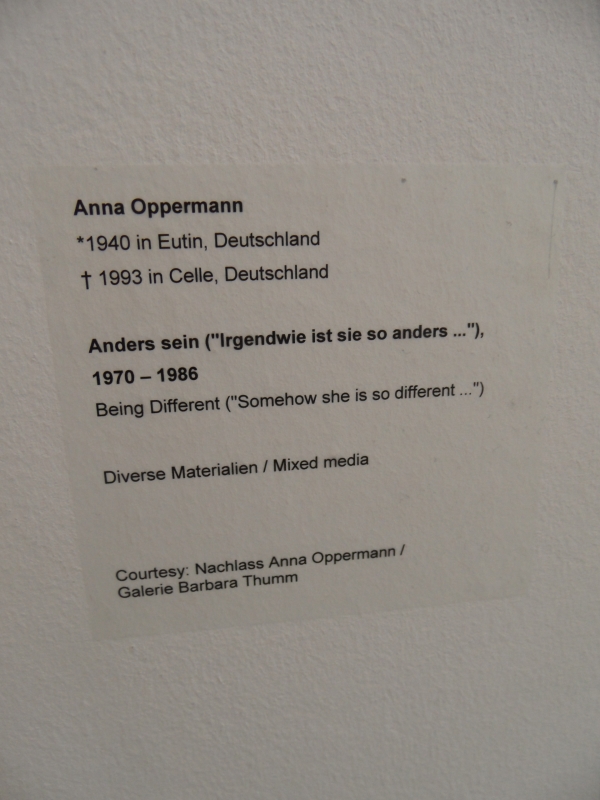 Anna Oppermann
*1940 in Eutin, Deutschland
† 1993 in Celle, Deutschland
Anders sein ("Irgendwie ist sie so anders ..."),
1970 – 1986
Being Different ("Somehow she is so different ...")
Diverse Materialien / Mixed media
Courtesy: Nachlass Anna Oppermann /
Galerie Barbara Thumm